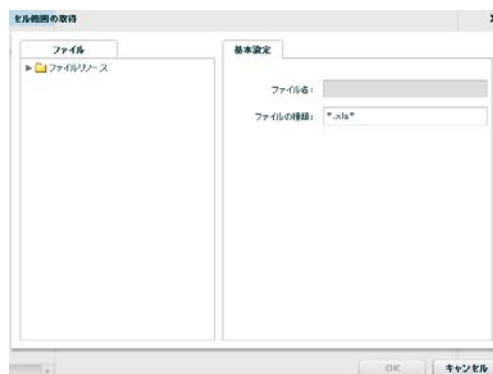 セル範囲の取得
ファイル
ファイルリソース
基本設定
ファイル名:
ファイルの種類: *.xls*
OK キャンセル